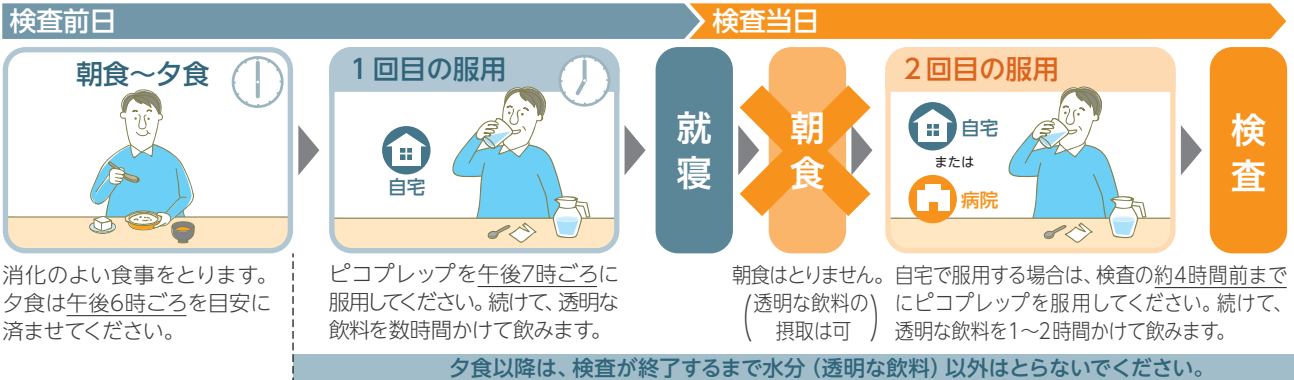 検査前日
検査当日
朝食〜夕食
消化のよい食事をとります。
夕食は午後6時ごろを目安に
済ませてください。
1回目の服用
自宅
ピコプレップを午後7時ごろに
服用してください。続けて、透明な
飲料を数時間かけて飲みます。
就寝
朝食
朝食はとりません。
(透明な飲料の
摂取は可)
2回目の服用
自宅
または
病院
自宅で服用する場合は、検査の約4時間前まで
にピコプレップを服用してください。続けて、
透明な飲料を1〜2時間かけて飲みます。
検査
夕食以降は、検査が終了するまで水分（透明な飲料）以外はとらないでください。